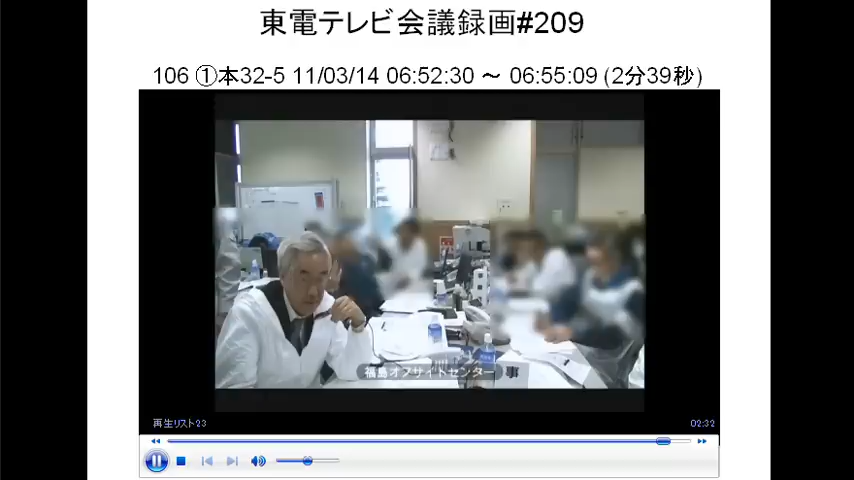 東電テレビ会議録画#209
106 ①本32-5 11/03/14 06:52:30 ～ 06:55:09 (2分39秒)
福島オフサイトセンター 事
再生リスト23
02:32